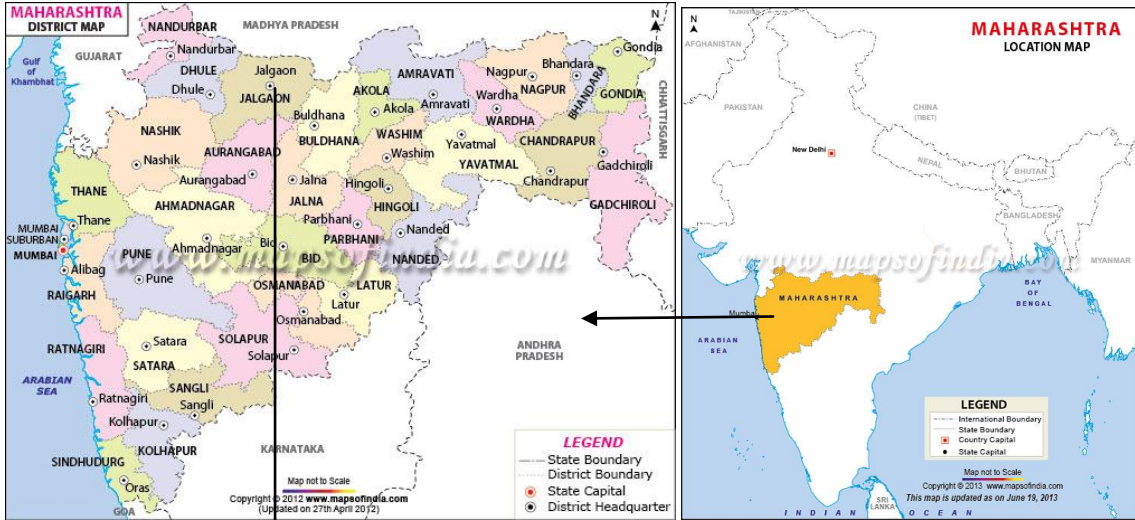 MAHARASHTRA
DISTRICT MAP
MADHYA PRADESH
N
NANDURBAR
Nandurbar
GUJARAT
Gulf
of
Khambhat
DHULE
Dhule
Jalgaon
JALGAON
AKOLA
Akola
AMRAVATI
Amravati
Nagpur
NAGPUR
Bhandara
BHANDARA
Gondia
GONDIA
CHHATTISGARH
Wardha
WARDHA
Buldhana
BULDHANA
WASHIM
Washim
Yavatmal
YAVATMAL
CHANDRAPUR
Chandrapur
Gadchiroli
GADCHIROLI
NASHIK
Nashik
AURANGABAD
Aurangabad
Jalna
JALNA
Hingoli
HINGOLI
Parbhani
PARBHANI
Nanded
NANDED
THANE
Thane
AHMADNAGAR
Ahmadnagar
MUMBAI
SUBURBAN
MUMBAI
Alibag
PUNE
Pune
Bid
BID
www.mapsofindia.com
RAIGARH
OSMANABAD
Osmanabad
LATUR
Latur
RATNAGIRI
Ratnagiri
Satara
SATARA
SOLAPUR
Solapur
ANDHRA
PRADESH
ARABIAN
SEA
SANGLI
Sangli
Kolhapur
KOLHAPUR
KARNATAKA
SINDHUDURG
Oras
GOA
Map not to Scale
Copyright © 2012 www.mapsofindia.com
(Updated on 27th April 2012)
LEGEND
State Boundary
District Boundary
State Capital
District Headquarter
N
MAHARASHTRA
LOCATION MAP
TAJIKISTAN
AFGHANISTAN
PAKISTAN
CHINA
(TIBET)
New Delhi
NEPAL
BHUTAN
BANGLADESH
MYANMAR
www.mapsofindia.com
MAHARASHTRA
Mumbai
BAY
OF
BENGAL
ARABIAN
SEA
LEGEND
International Boundary
State Boundary
Country Capital
State Capital
Map not to Scale
Copyright © 2013 www.mapsofindia.com
This map is updated as on June 19, 2013
SRI
LANKA
INDIAN OCEAN